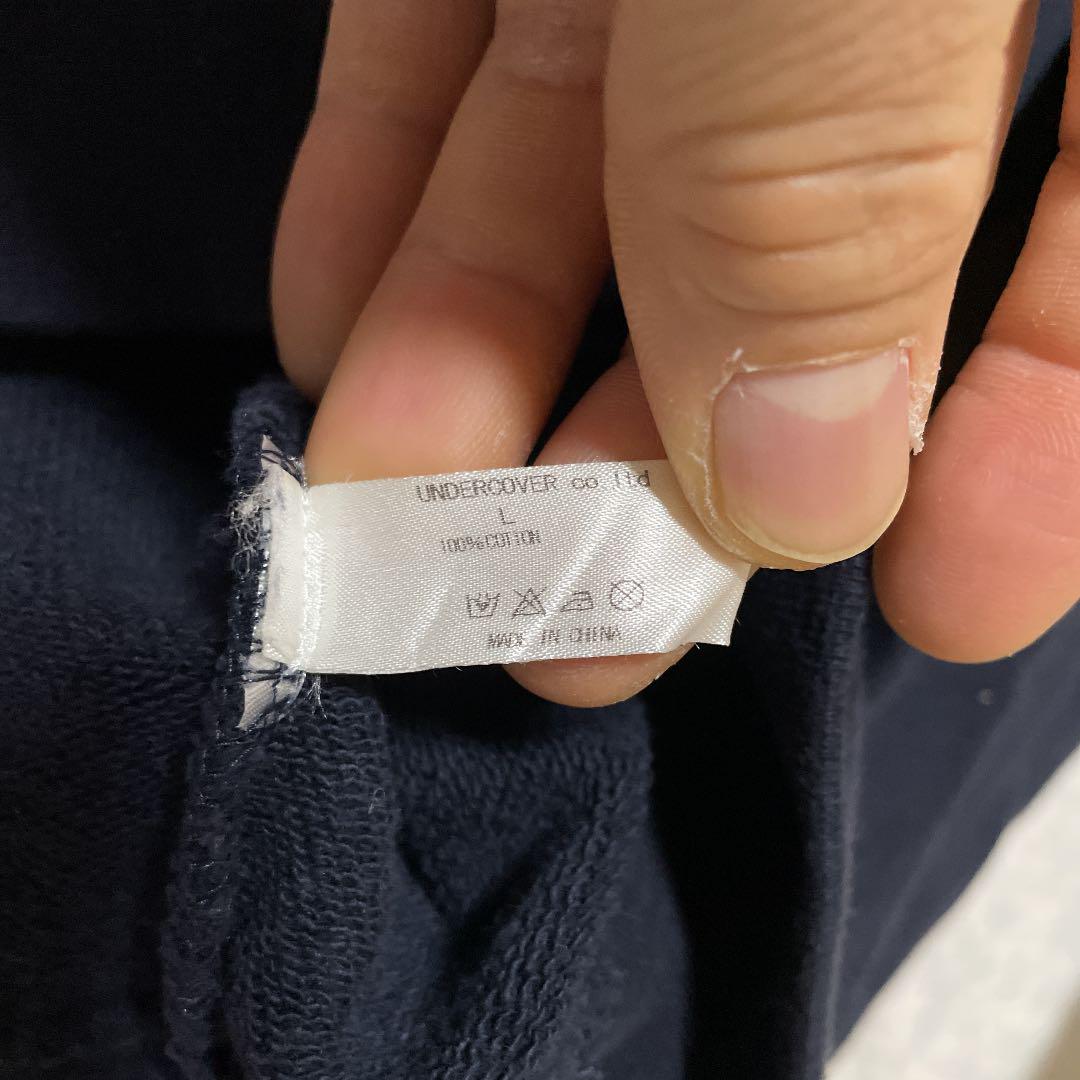 UNDERCOVER co ltd
L
100%COTTON
MADE IN CHINA